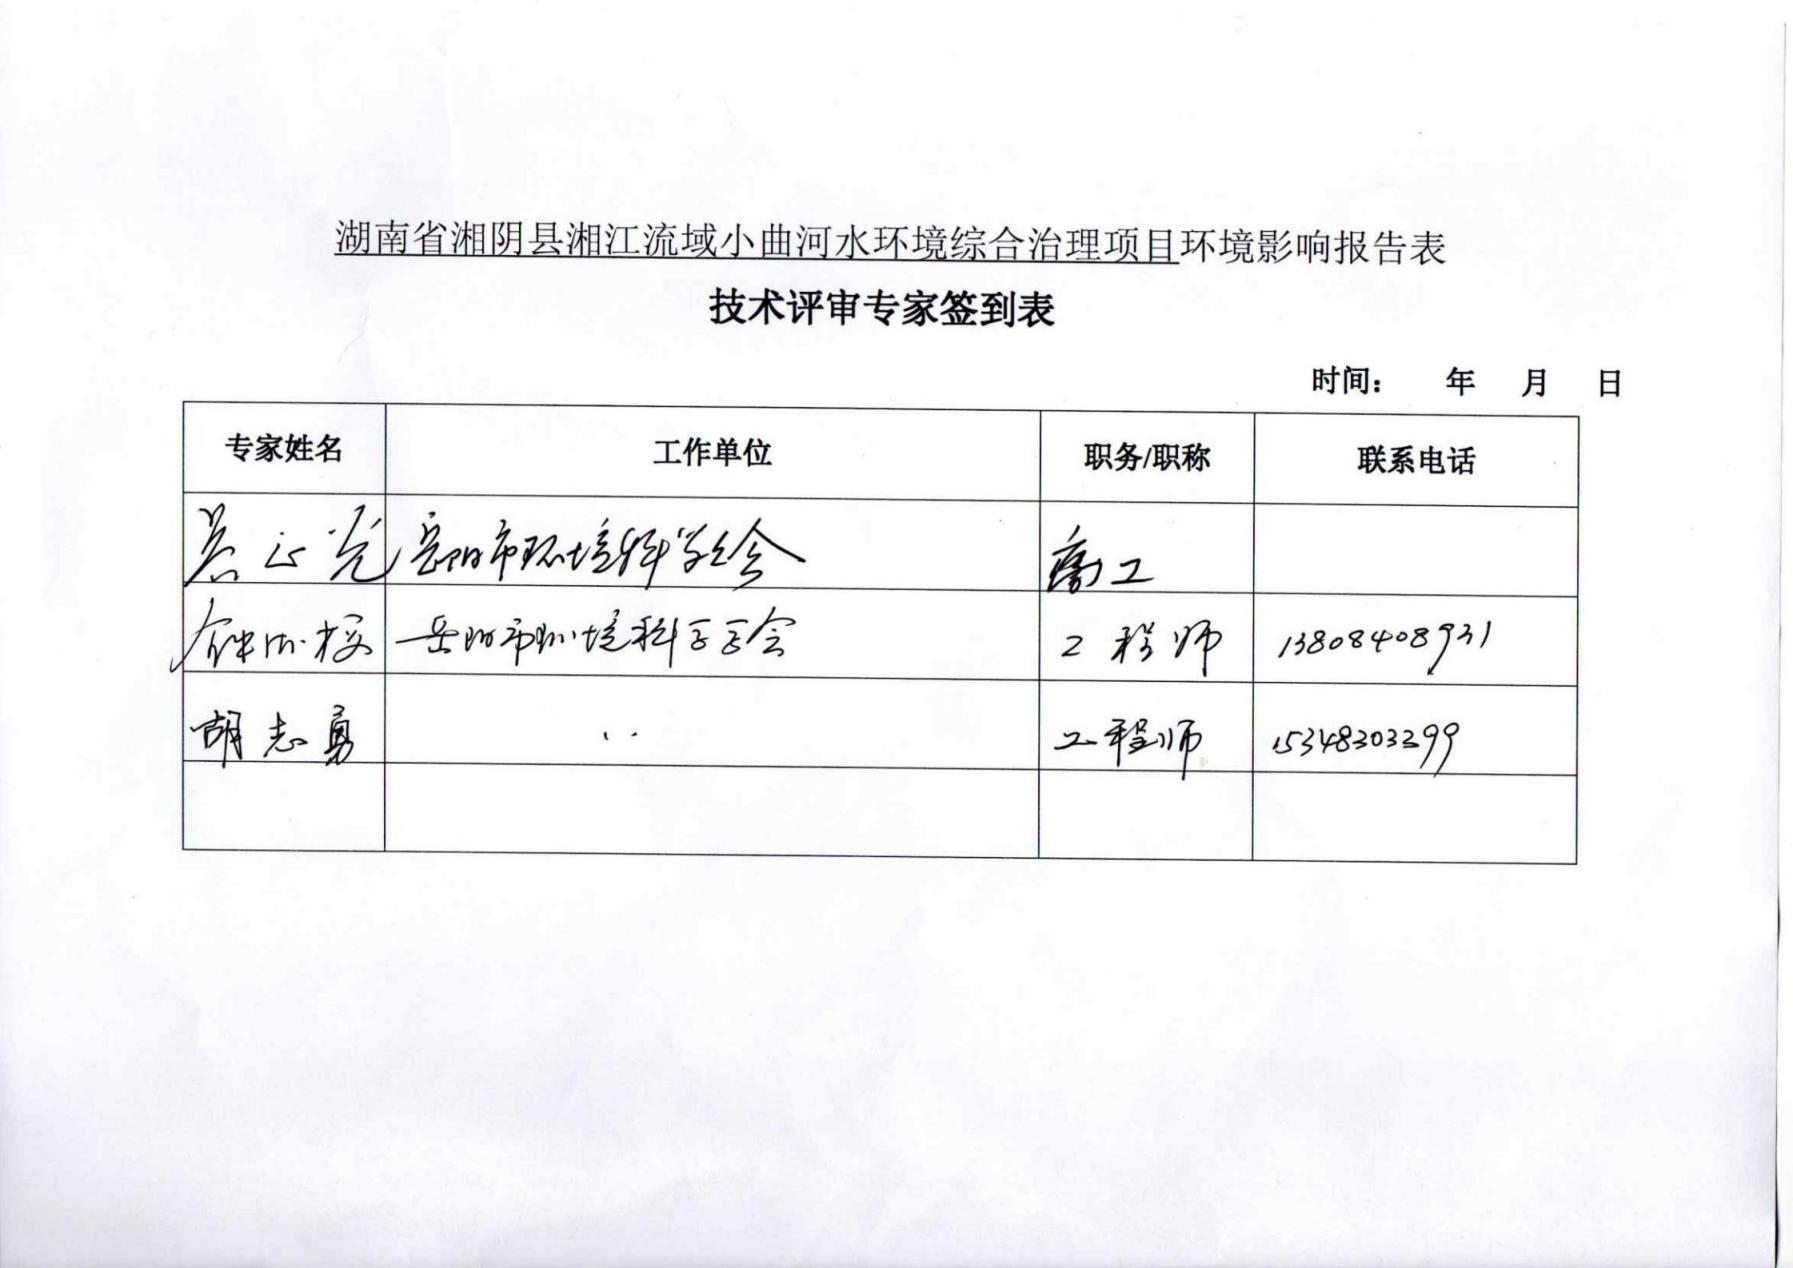 湖南省湘阴县湘江流域小曲河水环境综合治理项目环境影响报告表
技术评审专家签到表
时间： 年 月 日
专家姓名 工作单位 职务/职称 联系电话
岳阳市环境科学学会 高工
岳阳市环境科学学会 工程师 13808408931
胡志勇 〃 工程师 15348303399